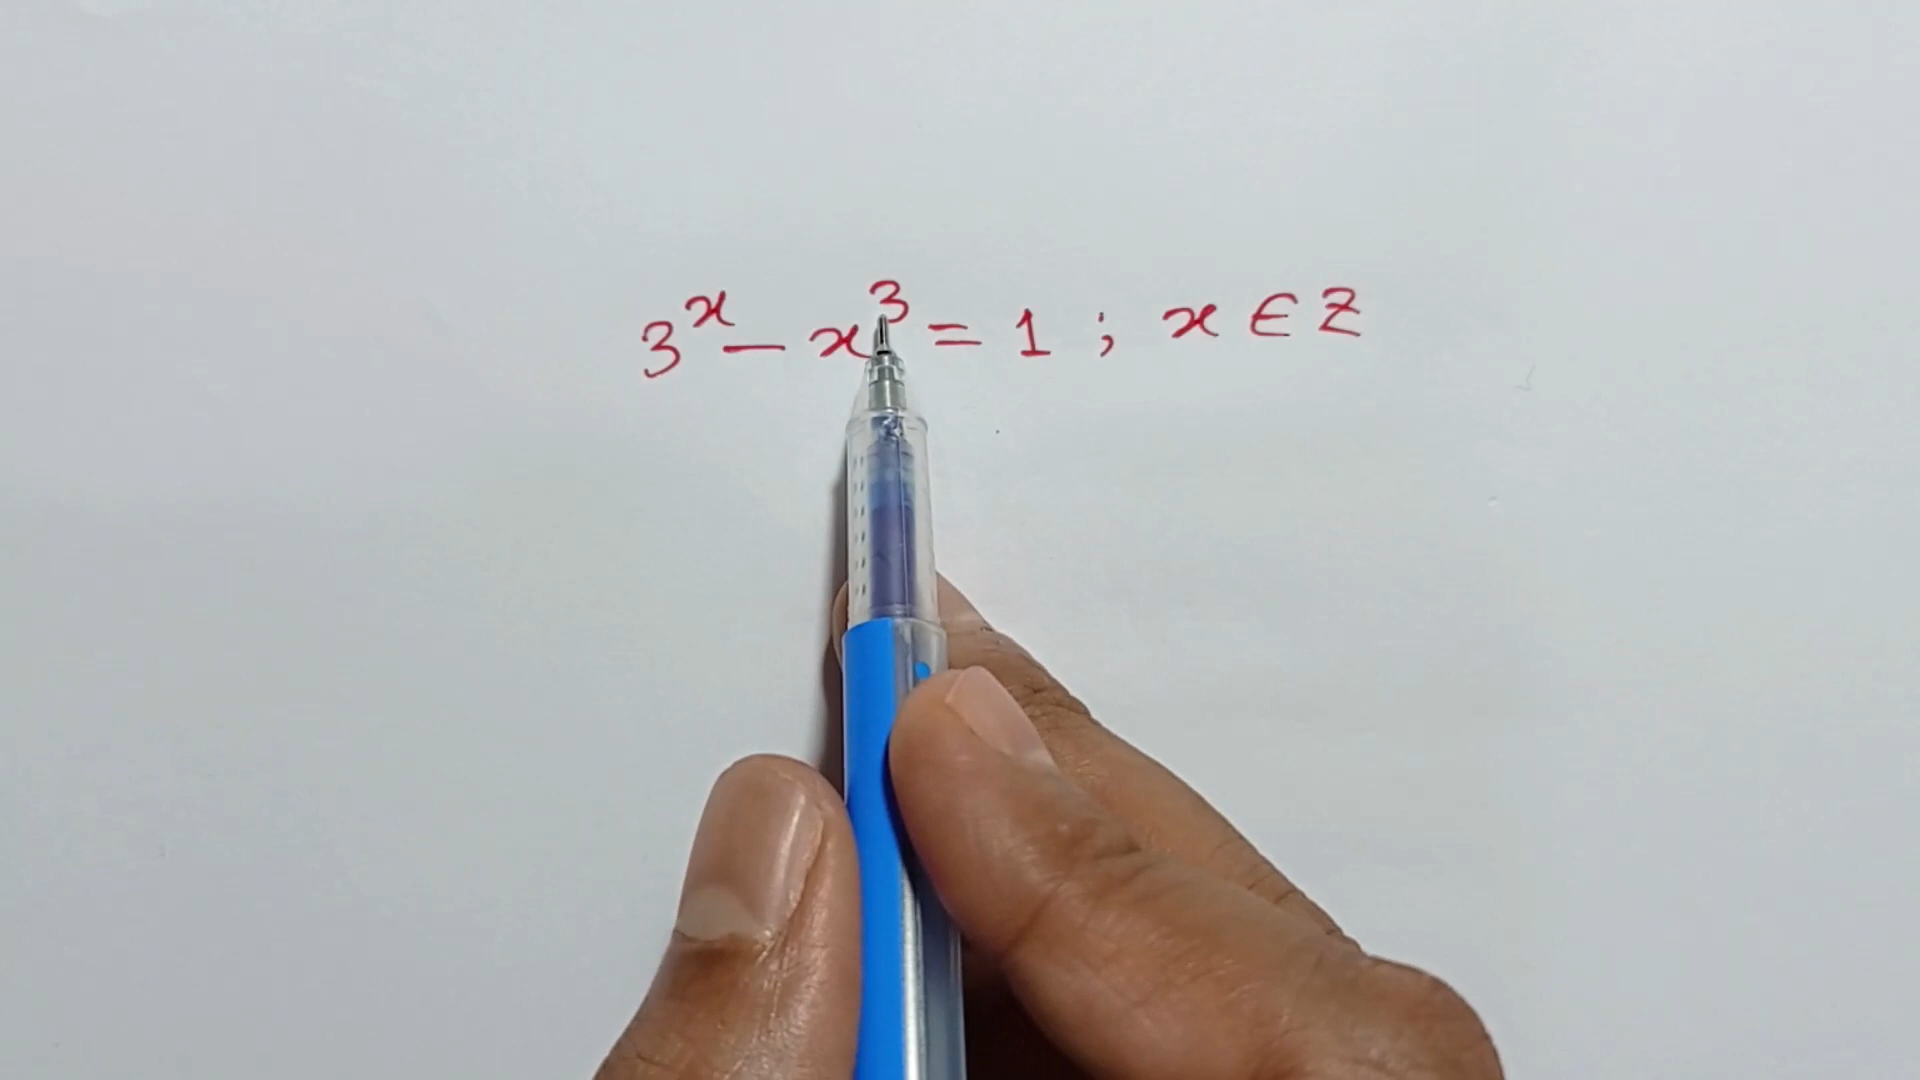 3^x - x^3 = 1 ; x ∈ Z